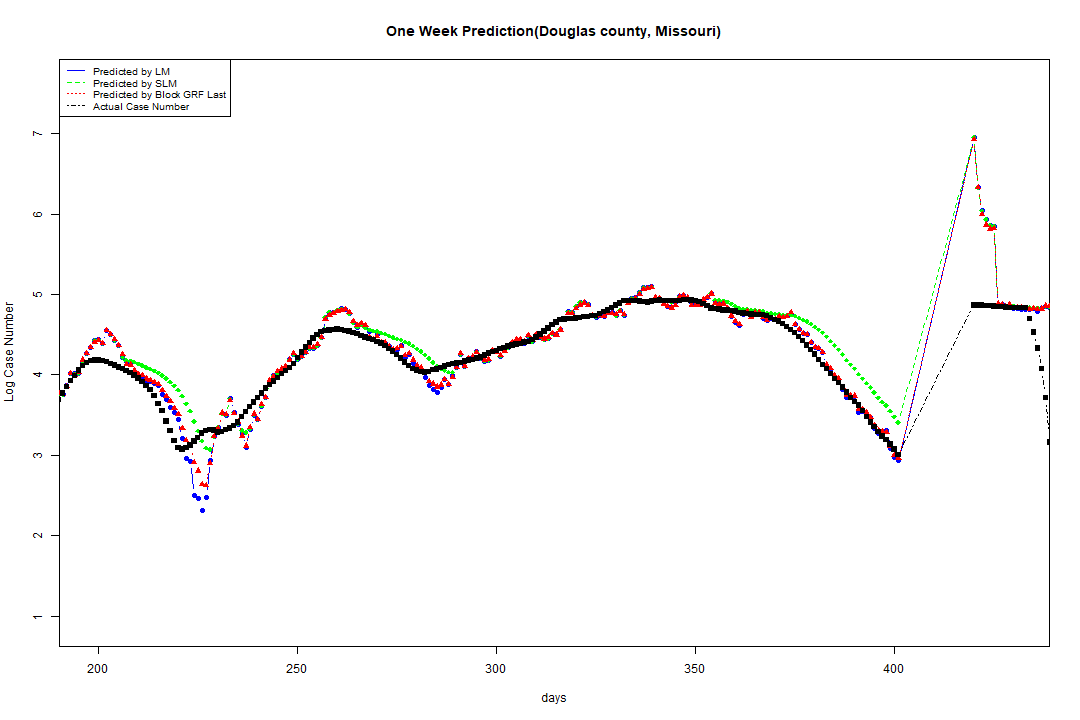 One Week Prediction(Douglas county, Missouri)
Predicted by LM
Predicted by SLM
Predicted by Block GRF Last
Actual Case Number
7
6
5
4
3
2
1
Log Case Number
200 250 300 350 400
days